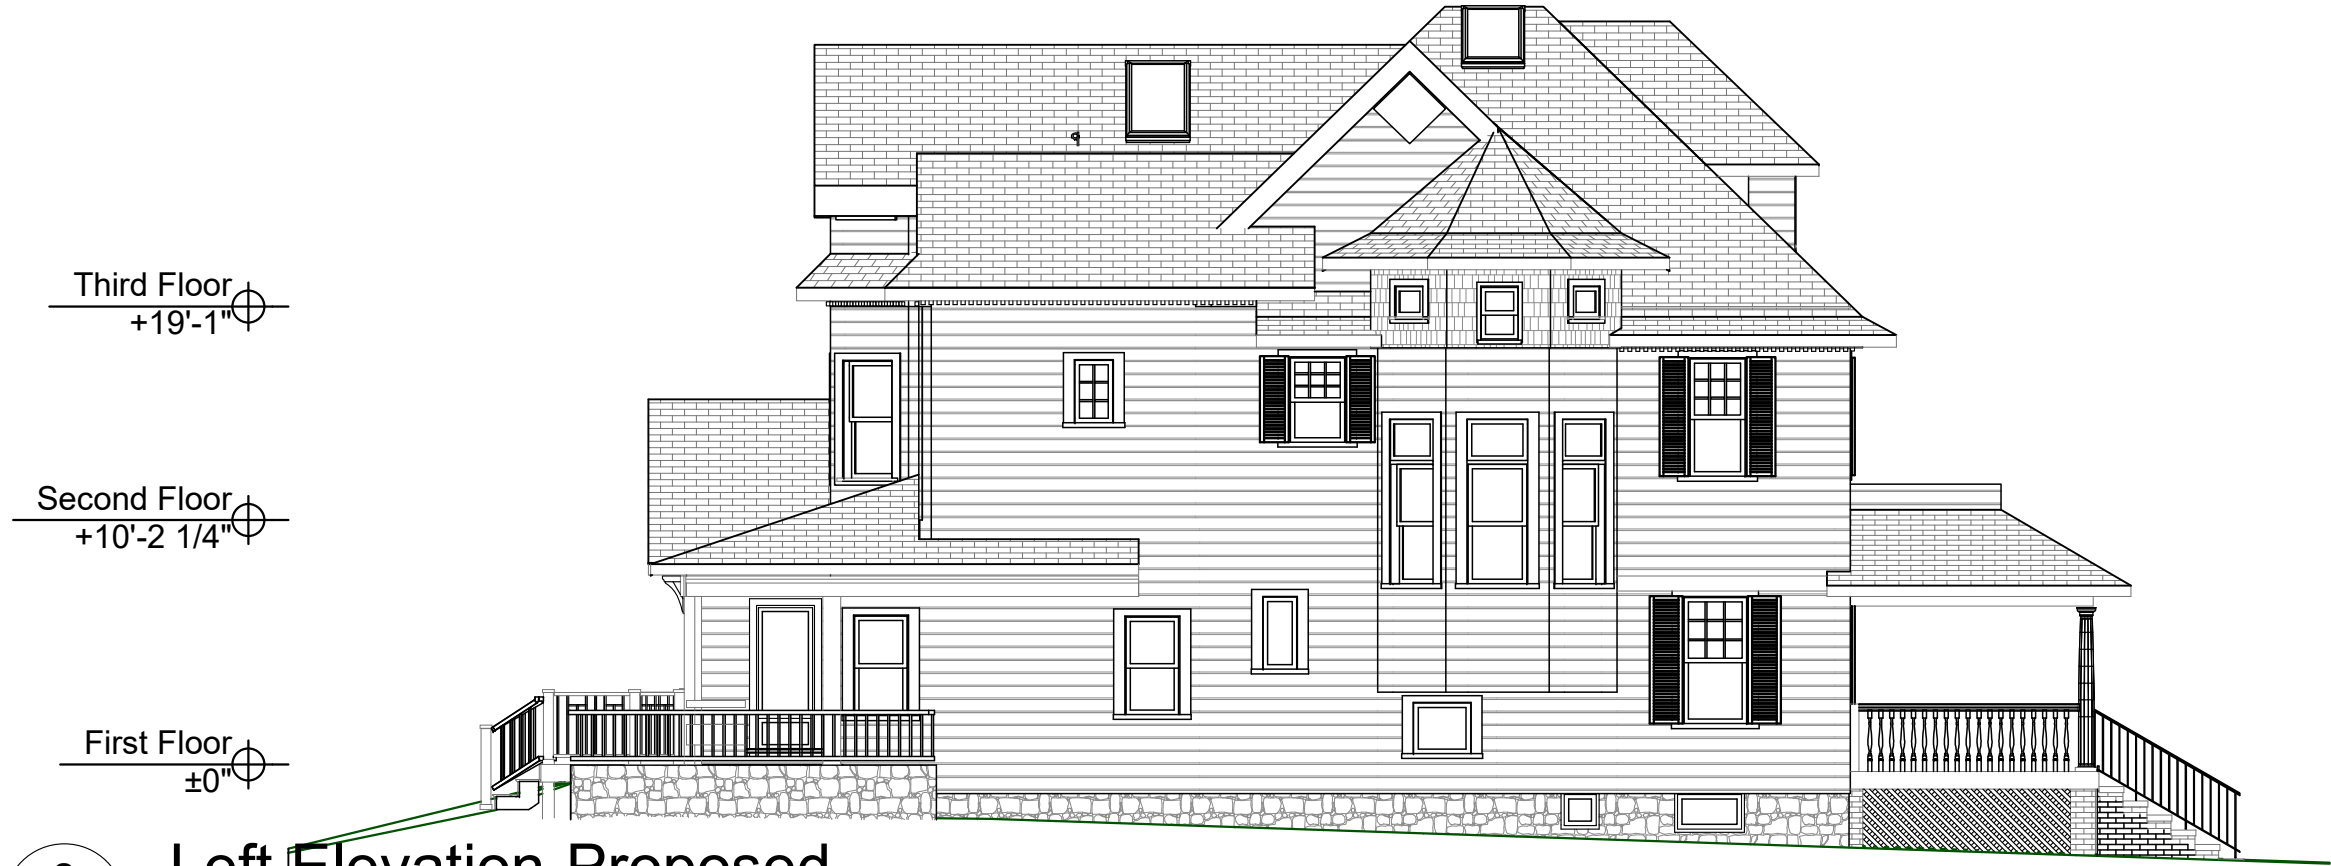 Third Floor
+19'-1"
Second Floor
+10'-2 1/4"
First Floor
±0"
Left Elevation Proposed